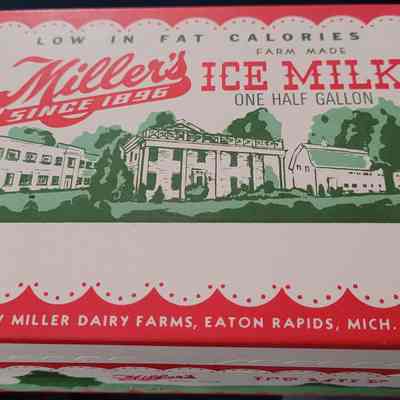 LOW IN FAT CALORIES
FARM MADE
Miller's ICE MILK
SINCE 1896
ONE HALF GALLON
MILLER DAIRY FARMS, EATON RAPIDS, MICH.
Miller's